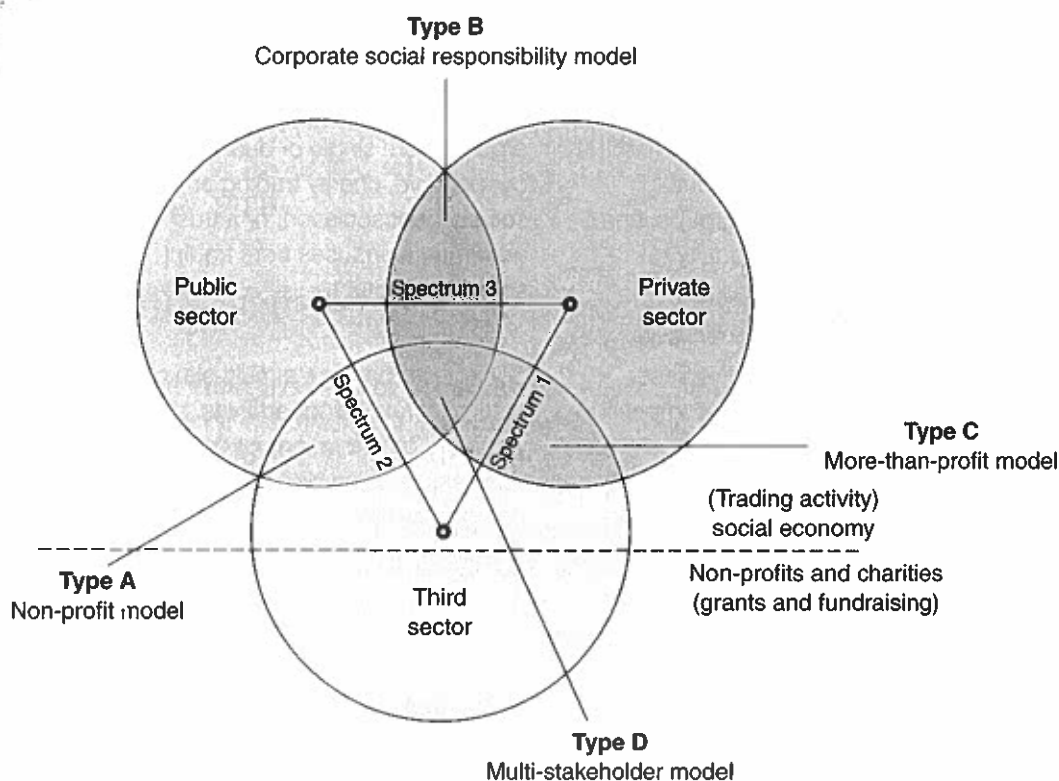 Type B
Corporate social responsibility model
Public
sector
Spectrum 3
Private
sector
Spectrum 2
Spectrum 1
Type C
More-than-profit model
(Trading activity)
social economy
Type A
Non-profit model
Third
sector
Non-profits and charities
(grants and fundraising)
Type D
Multi-stakeholder model